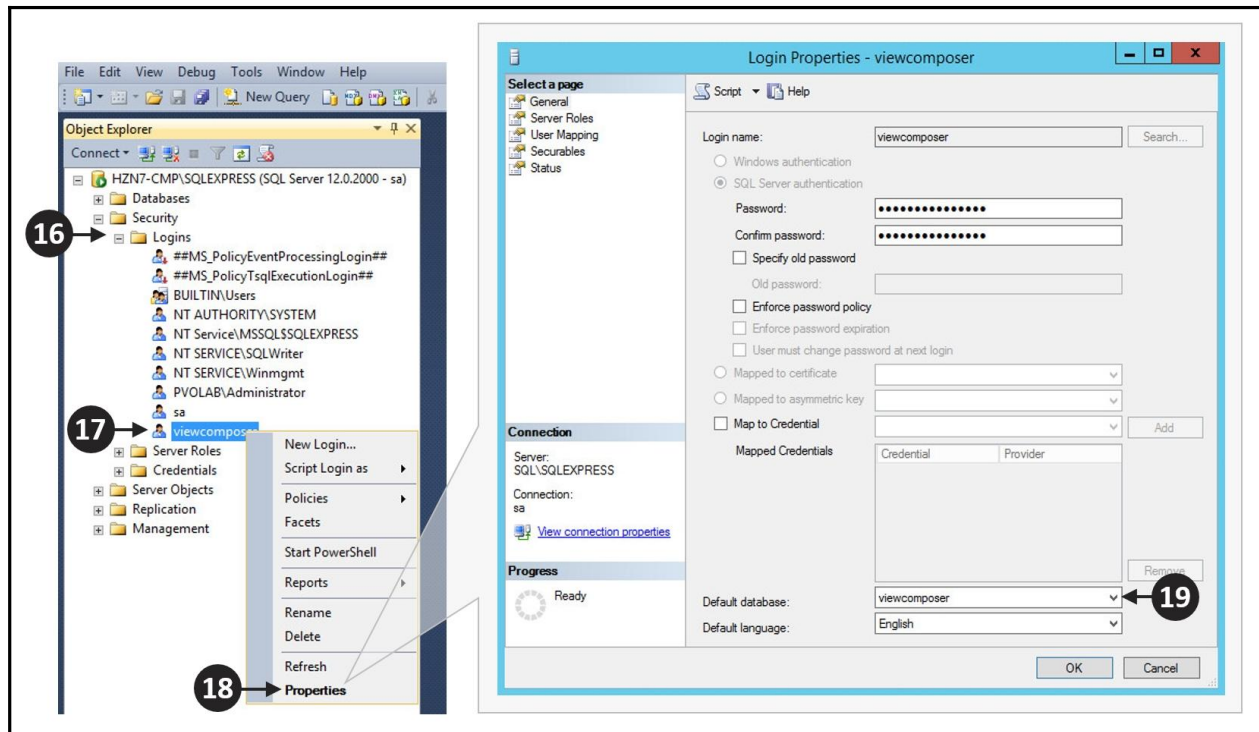 File Edit View Debug Tools Window Help
New Query
Object Explorer
Connect
HZN7-CMP\SQLEXPRESS (SQL Server 12.0.2000 - sa)
Databases
Security
16
Logins
##MS_PolicyEventProcessingLogin##
##MS_PolicyTsqlExecutionLogin##
BUILTIN\Users
NT AUTHORITY\SYSTEM
NT Service\MSSQL$SQLEXPRESS
NT SERVICE\SQLWriter
NT SERVICE\Winmgmt
PVOLAB\Administrator
sa
17
viewcomposer
Server Roles
Credentials
Server Objects
Replication
Management
New Login...
Script Login as
Policies
Facets
Start PowerShell
Reports
Rename
Delete
Refresh
18
Properties
Login Properties - viewcomposer
Select a page
General
Server Roles
User Mapping
Securables
Status
Connection
Server:
SQL\SQLEXPRESS
Connection:
sa
View connection properties
Progress
Ready
Script Help
Login name: viewcomposer Search...
Windows authentication
SQL Server authentication
Password: ●●●●●●●●●●●●●●●
Confirm password: ●●●●●●●●●●●●●●●
Specify old password
Old password:
Enforce password policy
Enforce password expiration
User must change password at next login
Mapped to certificate
Mapped to asymmetric key
Map to Credential Add
Mapped Credentials Credential Provider
Remove
Default database: viewcomposer 19
Default language: English
OK Cancel